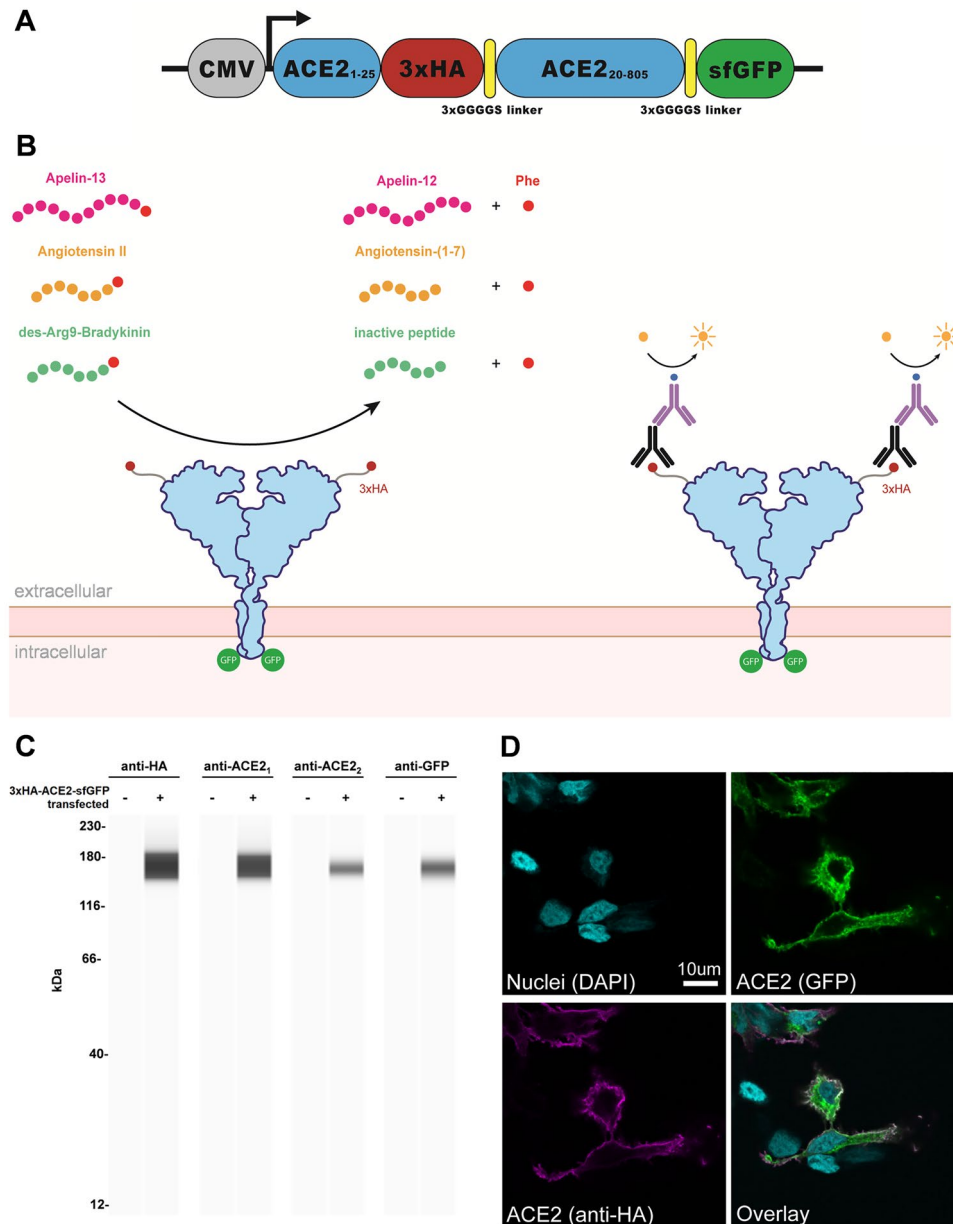 A
CMV
ACE2₁₋₂₅
3xHA
ACE2₂₀₋₈₀₅
sfGFP
3xGGGGS linker
3xGGGGS linker
B
Apelin-13
Apelin-12
Phe
+
Angiotensin II
Angiotensin-(1-7)
+
des-Arg9-Bradykinin
inactive peptide
+
3xHA
3xHA
extracellular
intracellular
GFP GFP
GFP GFP
C
anti-HA anti-ACE2₁ anti-ACE2₂ anti-GFP
3xHA-ACE2-sfGFP
transfected
- + - + - + - +
230-
180-
116-
66-
kDa
40-
12-
D
Nuclei (DAPI)
10um
ACE2 (GFP)
ACE2 (anti-HA)
Overlay